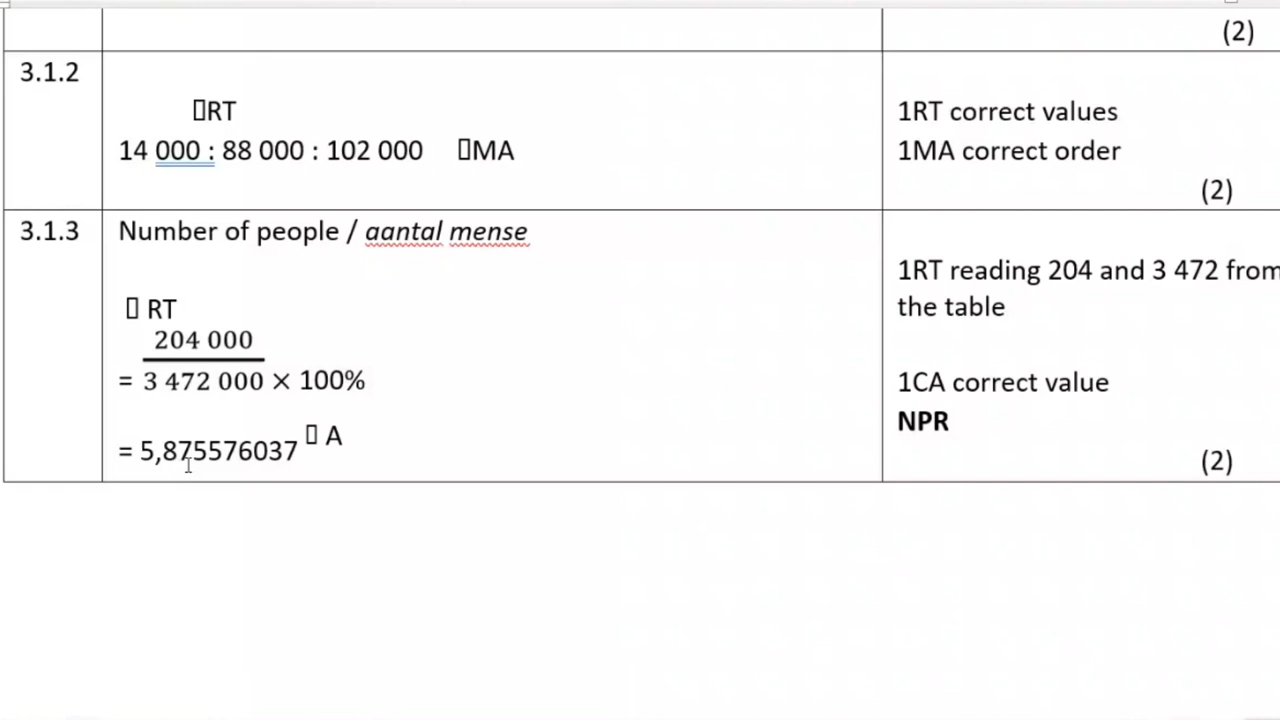 (2)
3.1.2
▯RT
14 000 : 88 000 : 102 000 ▯MA
1RT correct values
1MA correct order
(2)
3.1.3
Number of people / aantal mense
▯ RT
204 000
= 3 472 000 × 100%
= 5,875576037 ▯ A
1RT reading 204 and 3 472 from
the table
1CA correct value
NPR
(2)